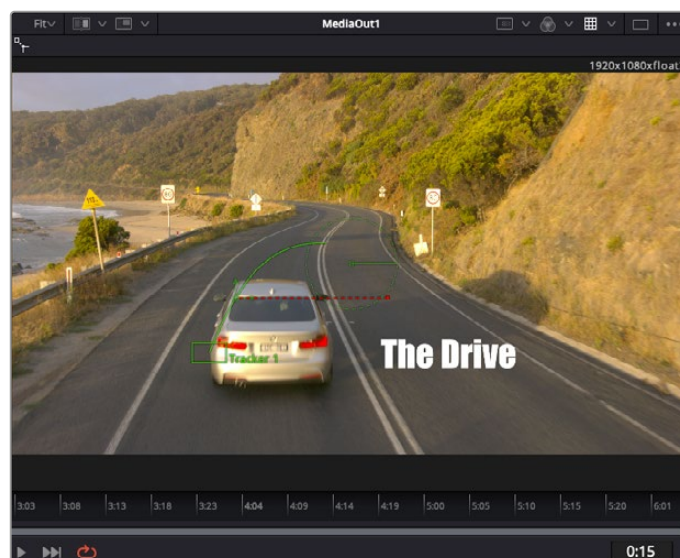 Fit
MediaOut1
1920x1080xfloat
Tracker 1
The Drive
3:03 3:08 3:13 3:18 3:23 4:04 4:09 4:14 4:19 5:00 5:05 5:10 5:15 5:20 6:01
0:15